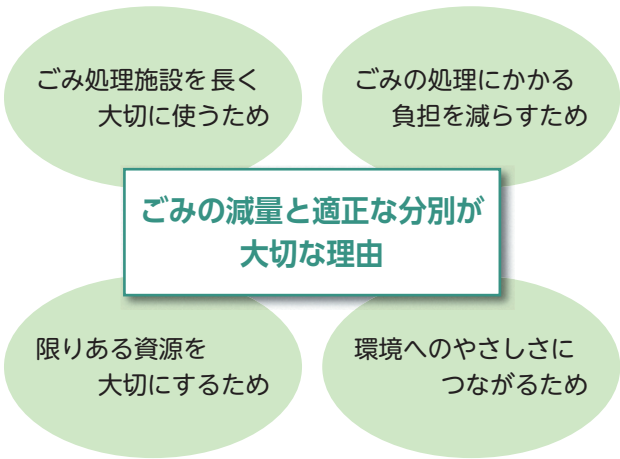 ごみ処理施設を長く
大切に使うため
ごみの処理にかかる
負担を減らすため
ごみの減量と適正な分別が
大切な理由
限りある資源を
大切にするため
環境へのやさしさに
つながるため